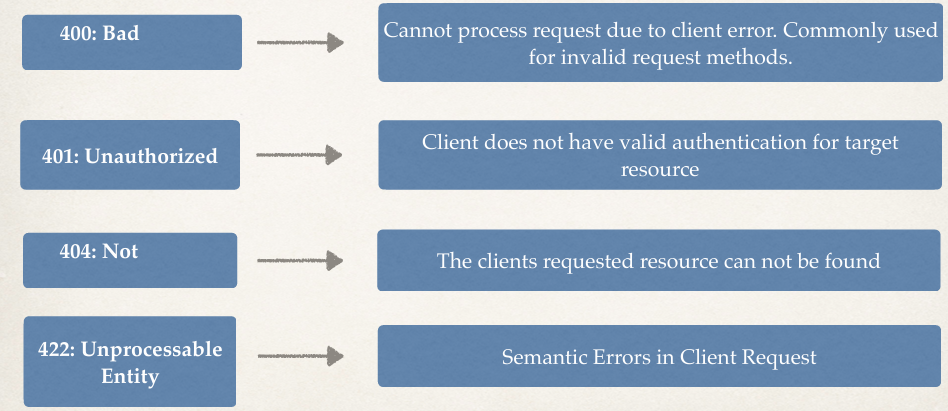 400: Bad
Cannot process request due to client error. Commonly used
for invalid request methods.
401: Unauthorized
Client does not have valid authentication for target
resource
404: Not
The clients requested resource can not be found
422: Unprocessable
Entity
Semantic Errors in Client Request